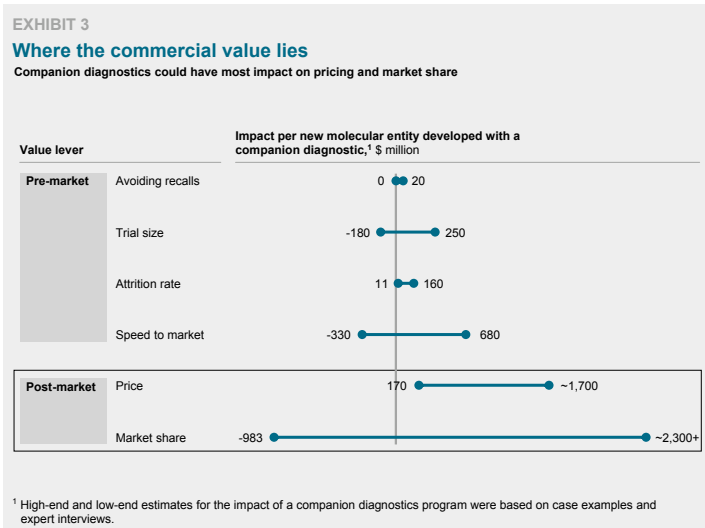 EXHIBIT 3
Where the commercial value lies
Companion diagnostics could have most impact on pricing and market share
Value lever
Impact per new molecular entity developed with a
companion diagnostic,¹ $ million
Pre-market Avoiding recalls 0 20
Trial size -180 250
Attrition rate 11 160
Speed to market -330 680
Post-market Price 170 ~1,700
Market share -983 ~2,300+
¹ High-end and low-end estimates for the impact of a companion diagnostics program were based on case examples and
expert interviews.